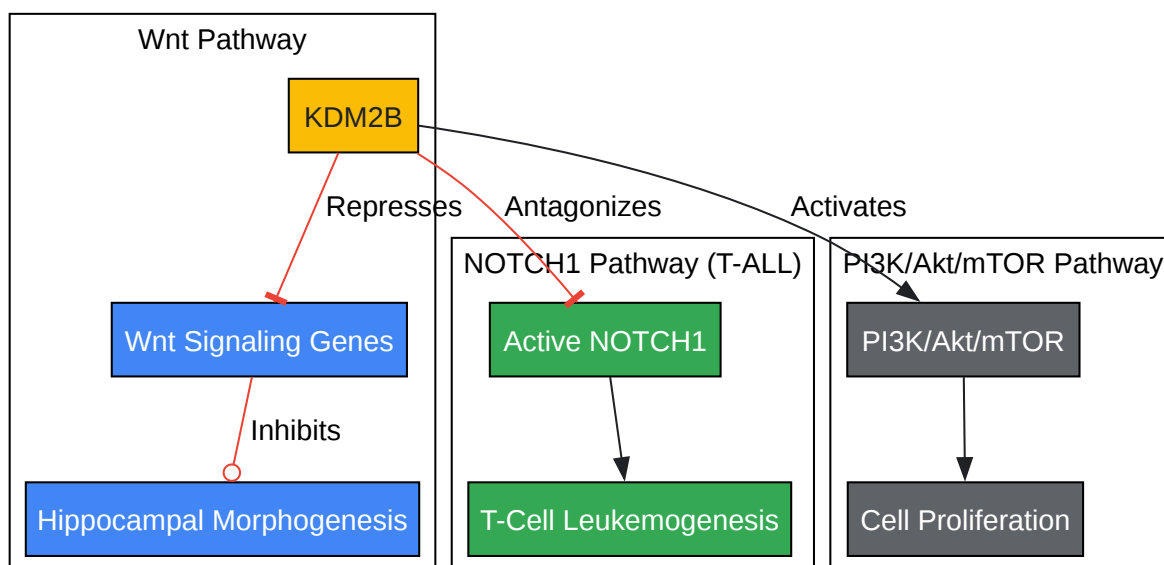 Wnt Pathway
KDM2B
Represses
Antagonizes
Activates
NOTCH1 Pathway (T-ALL)
PI3K/Akt/mTOR Pathway
Wnt Signaling Genes
Active NOTCH1
PI3K/Akt/mTOR
Inhibits
Hippocampal Morphogenesis
T-Cell Leukemogenesis
Cell Proliferation